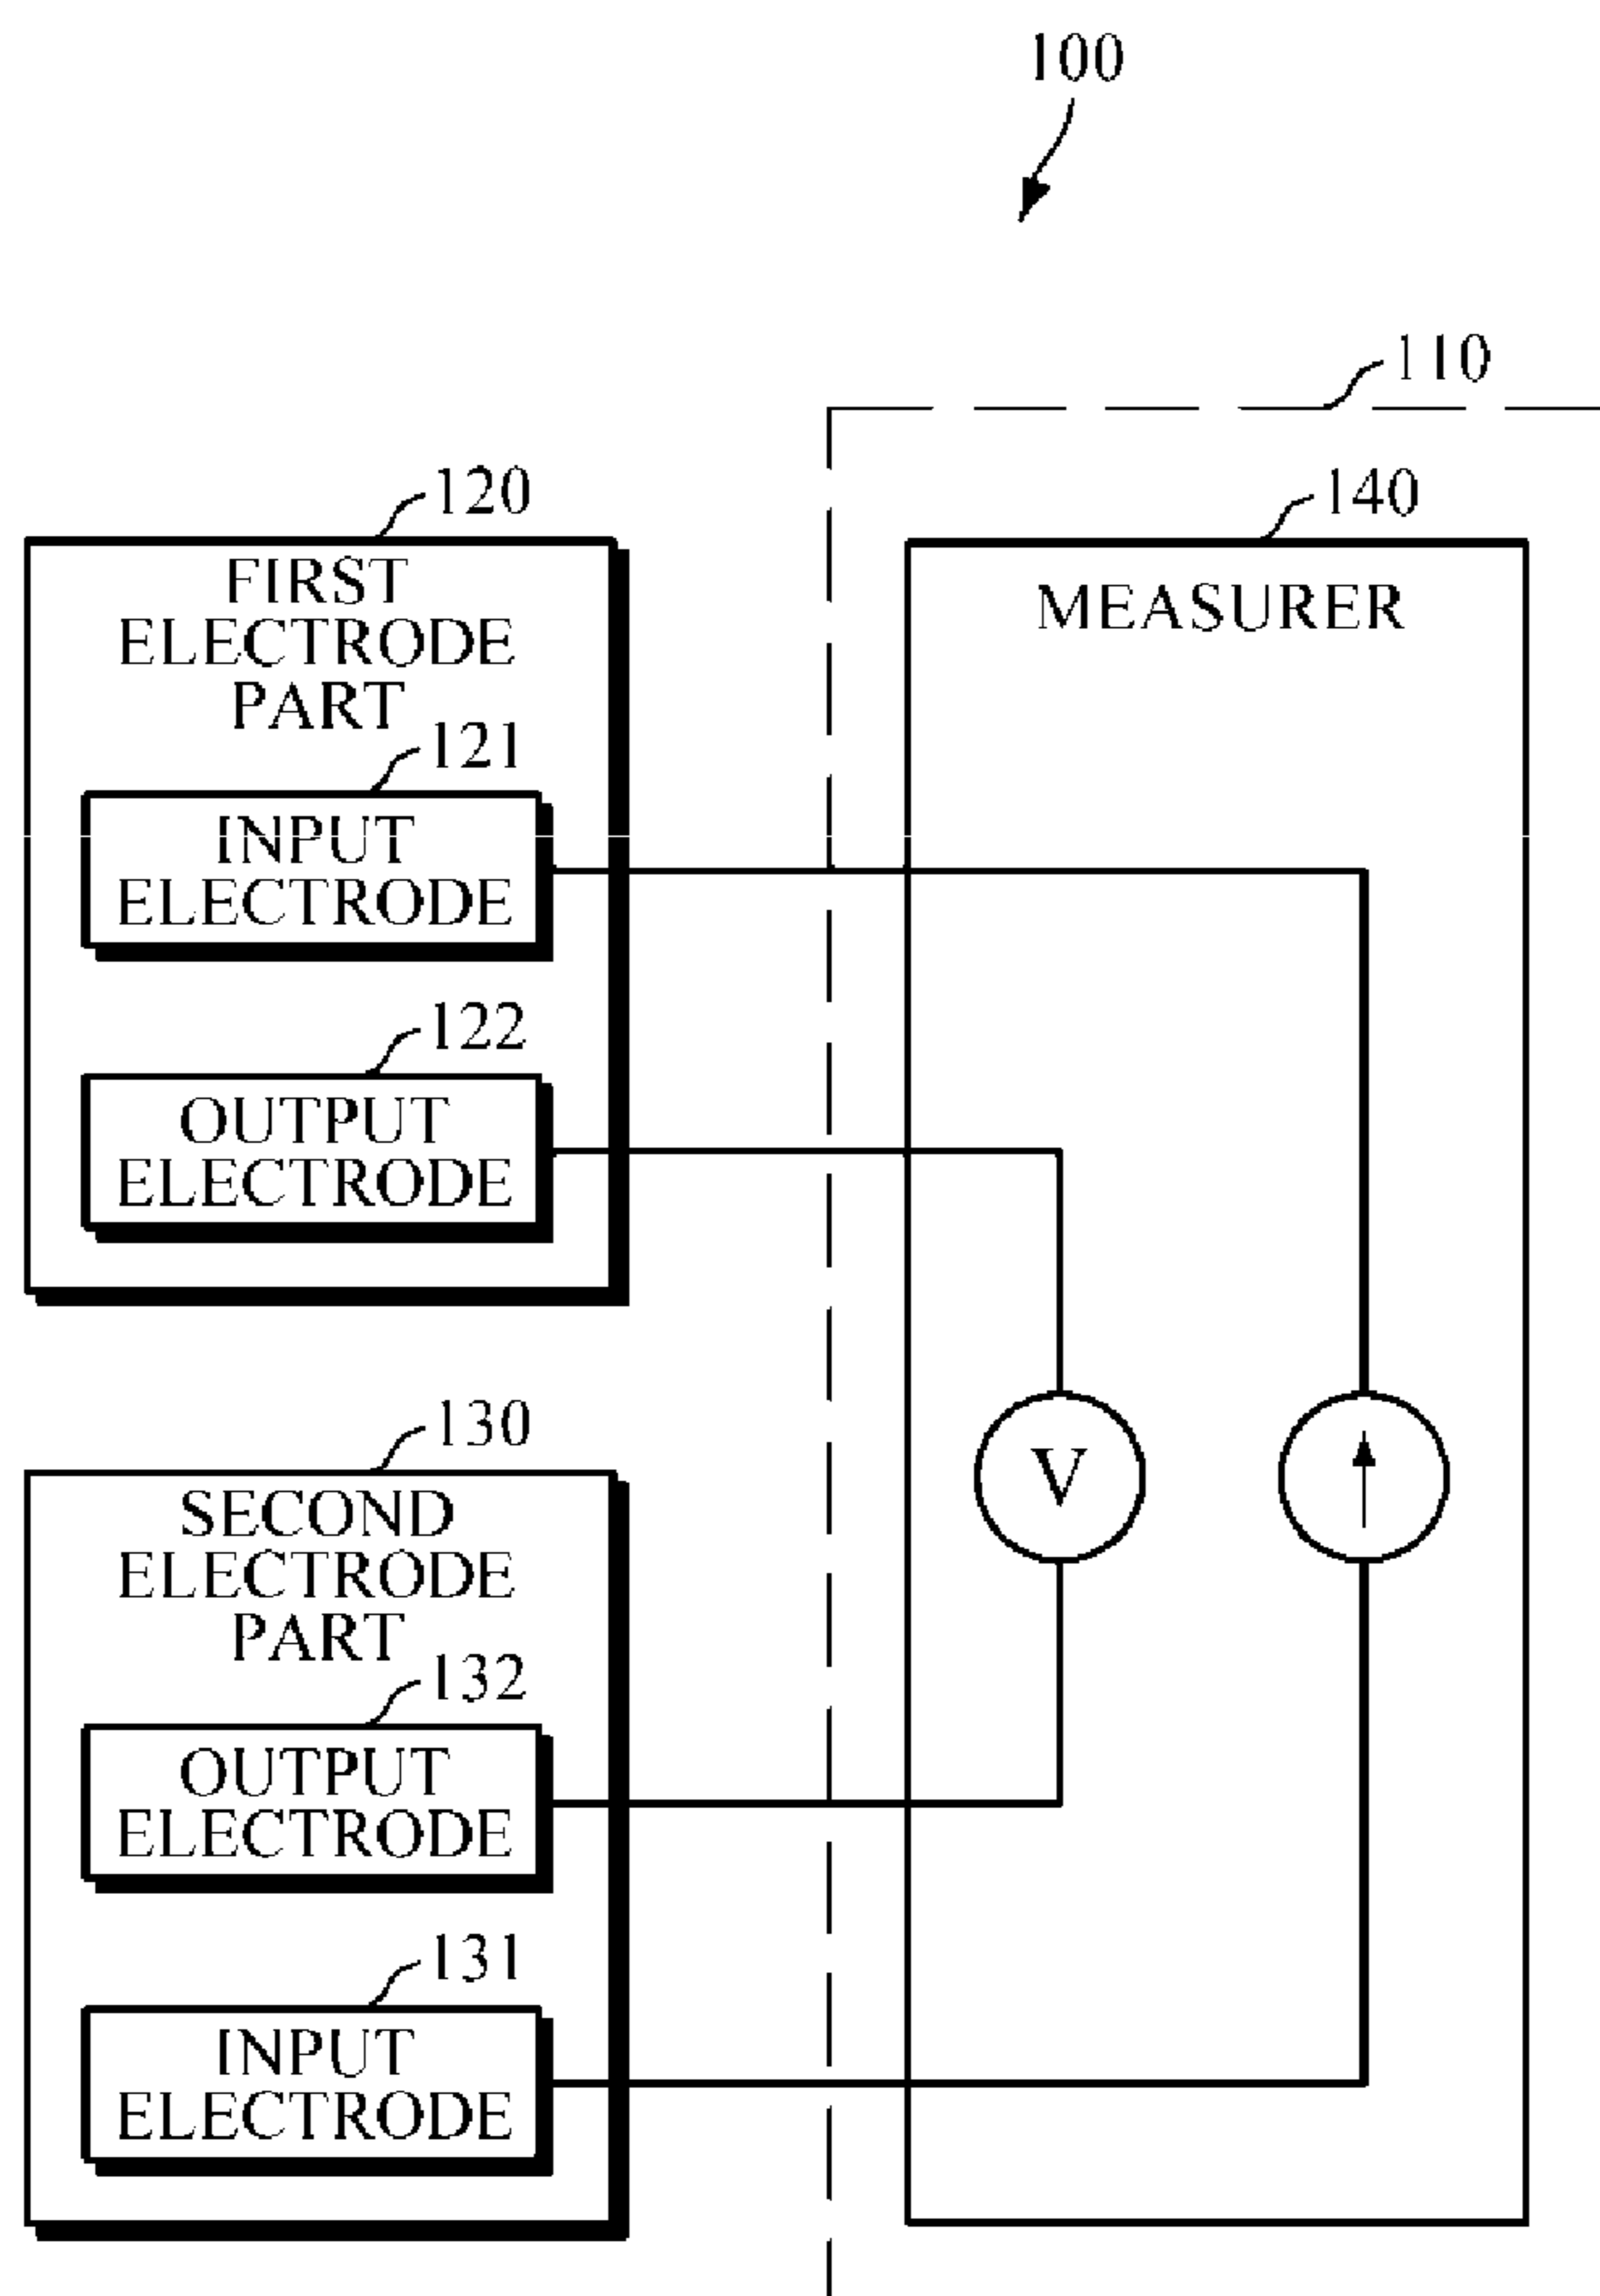 100
110
120
FIRST
ELECTRODE
PART
121
INPUT
ELECTRODE
122
OUTPUT
ELECTRODE
130
SECOND
ELECTRODE
PART
132
OUTPUT
ELECTRODE
131
INPUT
ELECTRODE
140
MEASURER
V